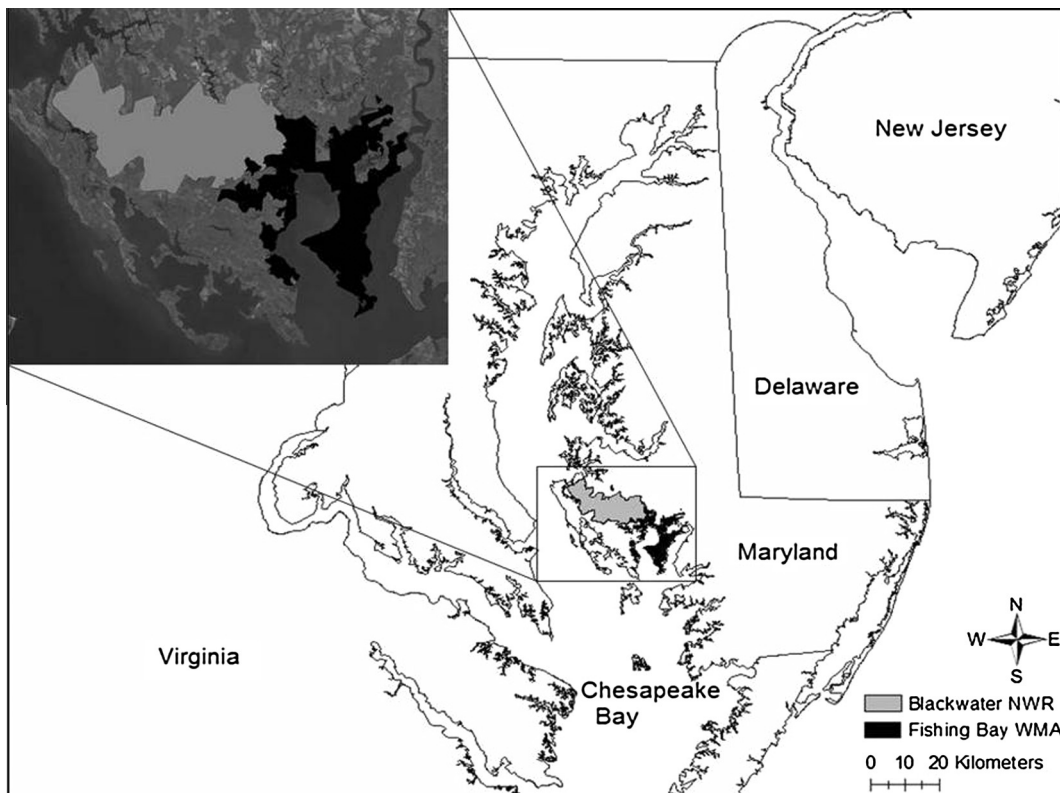 New Jersey
Delaware
Maryland
Virginia
Chesapeake
Bay
N
W E
S
Blackwater NWR
Fishing Bay WMA
0 10 20 Kilometers